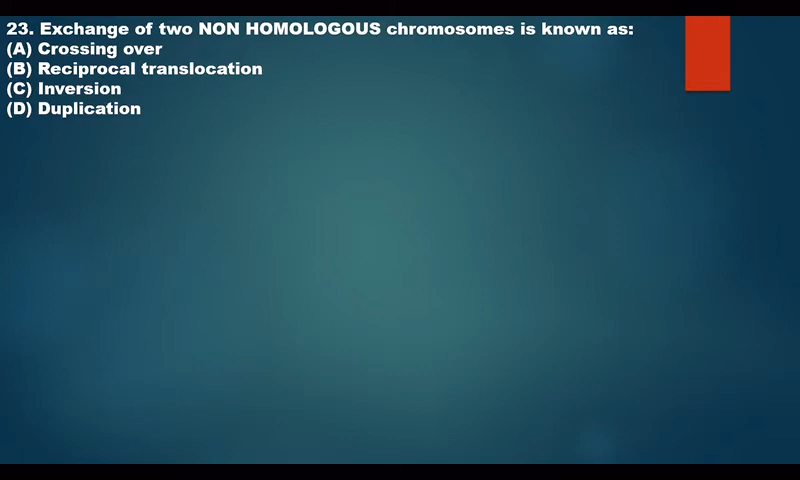 23. Exchange of two NON HOMOLOGOUS chromosomes is known as:
(A) Crossing over
(B) Reciprocal translocation
(C) Inversion
(D) Duplication